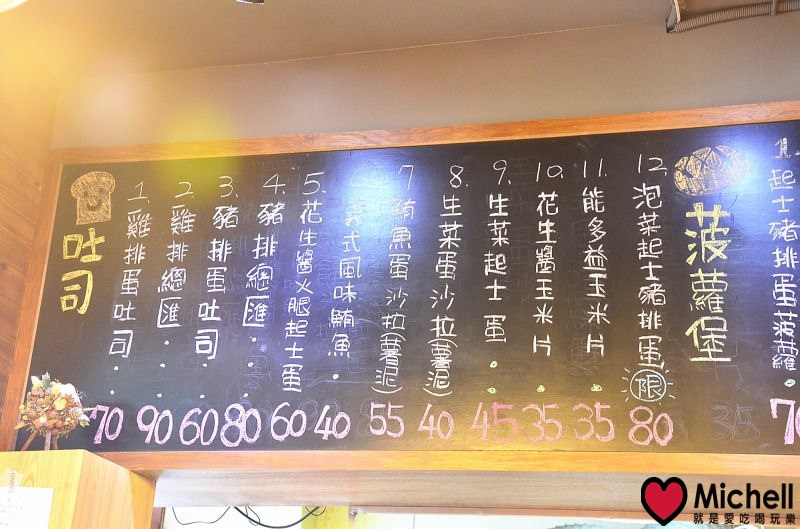 吐司
1. 雞排蛋吐司 70
2. 雞排總匯 90
3. 豬排蛋吐司 60
4. 豬排總匯 80
5. 花生醬火腿起士蛋 60
義式風味鮪魚 40
7. 鮪魚蛋沙拉(薯泥) 55
8. 生菜蛋沙拉(薯泥) 40
9. 生菜起士蛋 45
10. 花生醬玉米片 35
11. 能多益玉米片 35
12. 泡菜起士豬排蛋 限 80
菠蘿堡
1. 起士豬排蛋菠蘿
Michell
就是愛吃喝玩樂